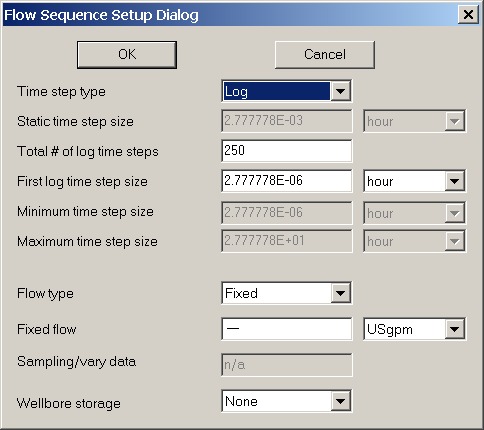 Flow Sequence Setup Dialog
OK Cancel
Time step type Log
Static time step size 2.777778E-03 hour
Total # of log time steps 250
First log time step size 2.777778E-06 hour
Minimum time step size 2.777778E-06 hour
Maximum time step size 2.777778E+01 hour
Flow type Fixed
Fixed flow — USgpm
Sampling/vary data n/a
Wellbore storage None